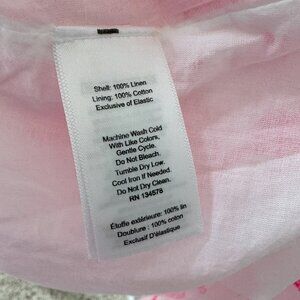 Shell: 100% Linen
Lining: 100% Cotton
Exclusive of Elastic
Machine Wash Cold
With Like Colors,
Gentle Cycle.
Do Not Bleach.
Tumble Dry Low.
Cool Iron If Needed.
Do Not Dry Clean.
RN 134578
Étoffe extérieure: 100% lin
Doublure : 100% coton
Exclusif D'élastique